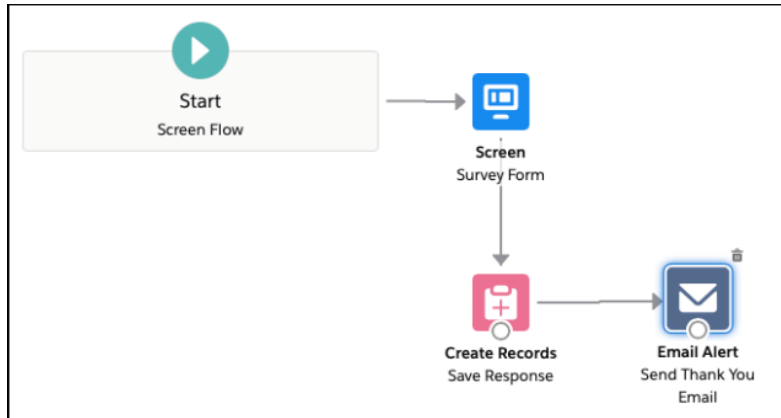 Start
Screen Flow
Screen
Survey Form
Create Records
Save Response
Email Alert
Send Thank You
Email